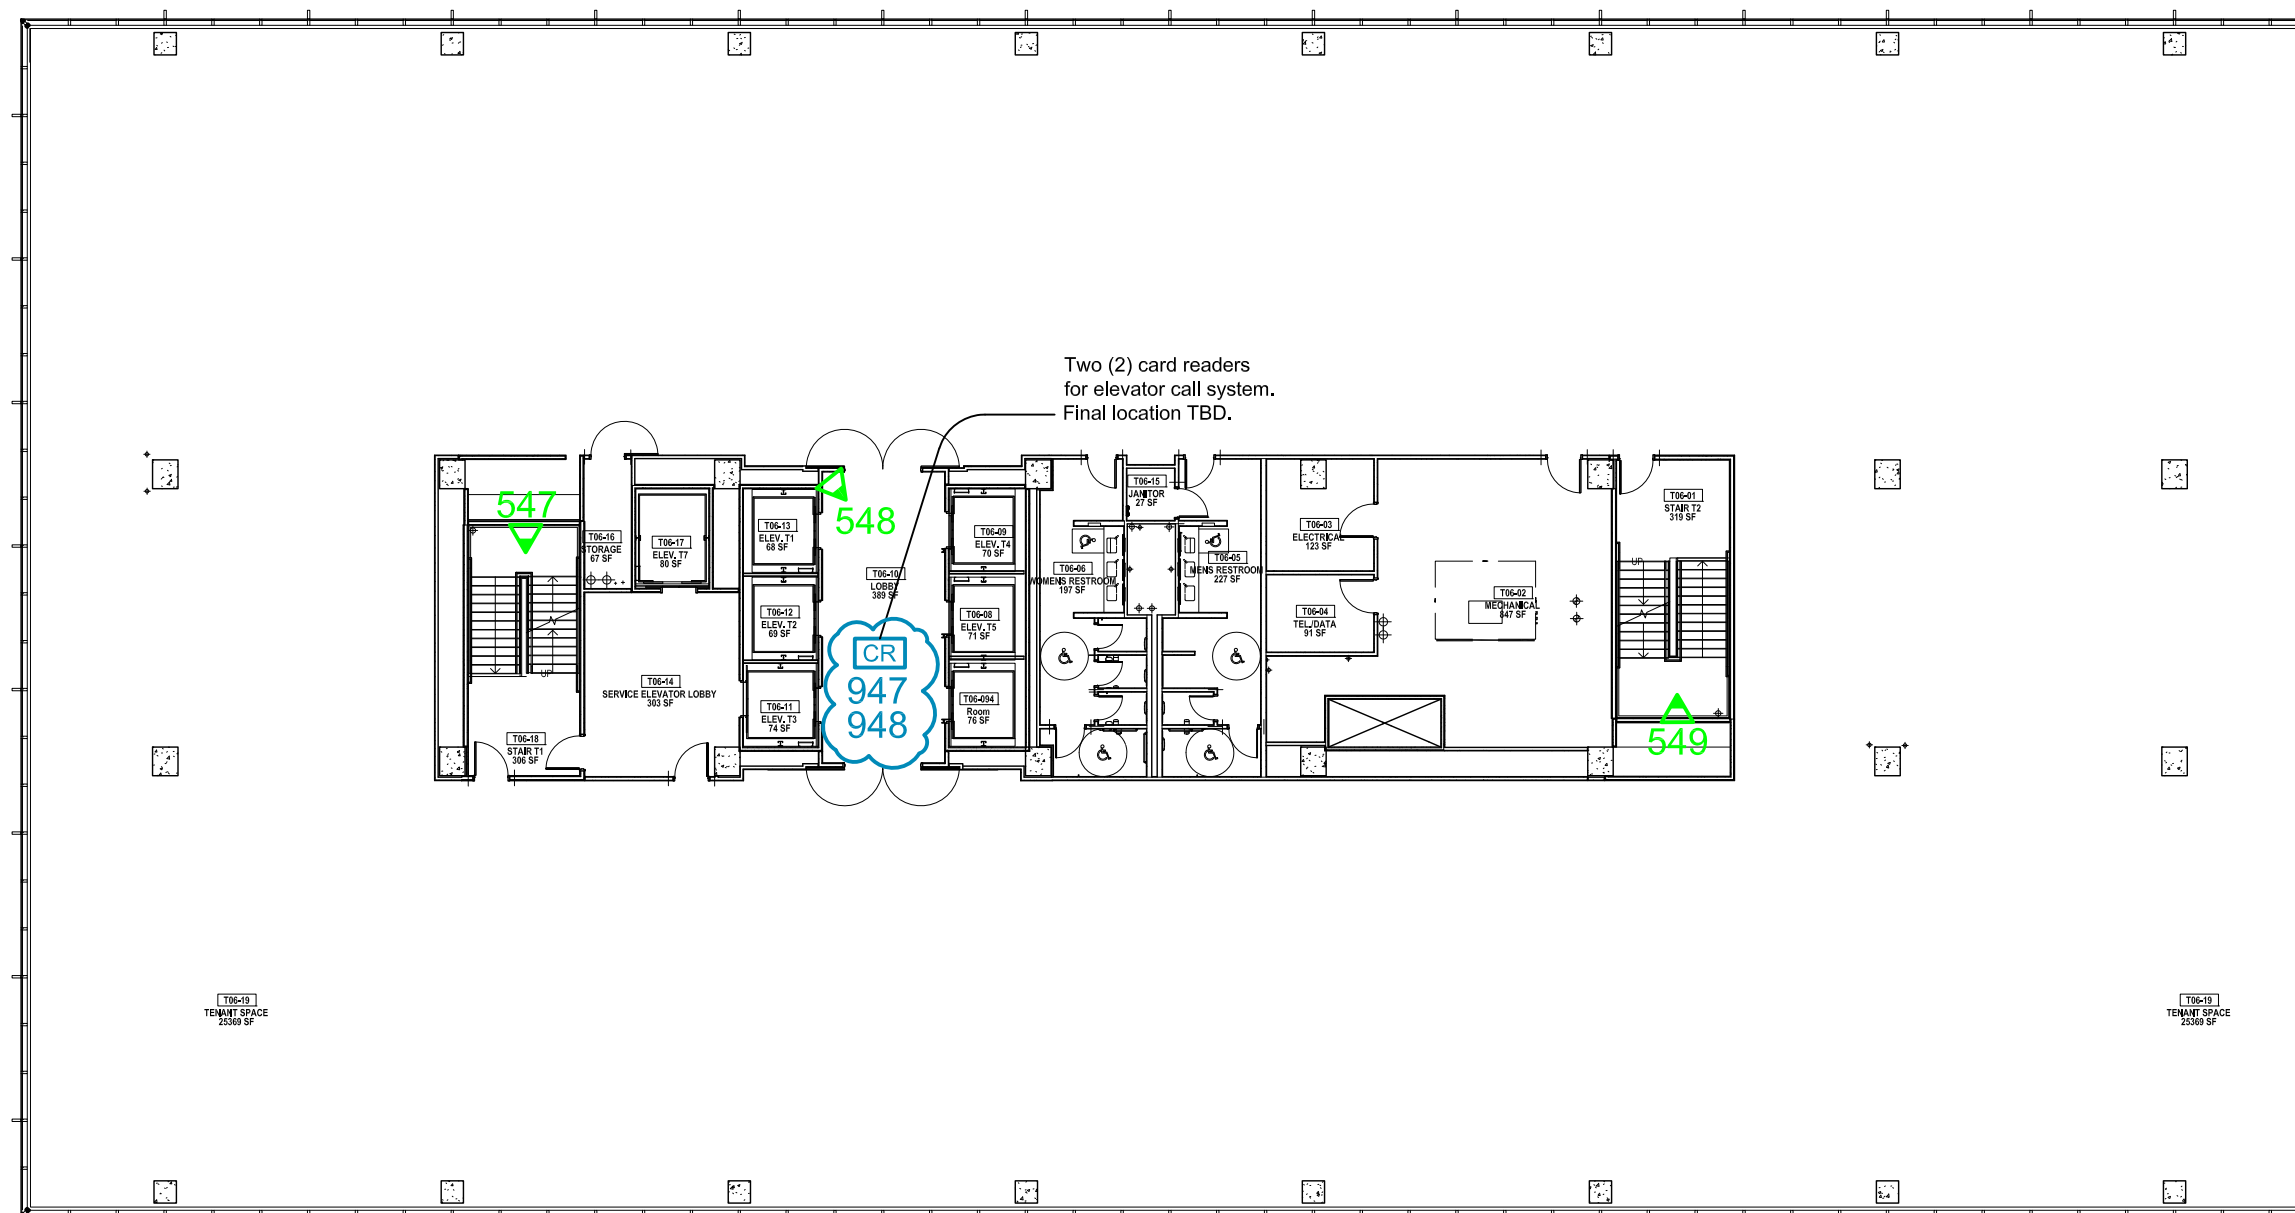 Two (2) card readers
for elevator call system.
Final location TBD.
547
548
549
CR
947
948
T06-16
STORAGE
67 SF
T06-17
ELEV. T7
80 SF
T06-13
ELEV. T1
68 SF
T06-12
ELEV. T2
69 SF
T06-11
ELEV. T3
74 SF
T06-10
LOBBY
389 SF
T06-09
ELEV. T4
70 SF
T06-08
ELEV. T5
71 SF
T06-094
Room
76 SF
T06-14
SERVICE ELEVATOR LOBBY
303 SF
T06-18
STAIR T1
306 SF
UP
UP
T06-15
JANITOR
27 SF
T06-06
WOMENS RESTROOM
197 SF
T06-05
MENS RESTROOM
227 SF
T06-03
ELECTRICAL
123 SF
T06-04
TEL./DATA
91 SF
T06-02
MECHANICAL
847 SF
T06-01
STAIR T2
319 SF
UP
T06-19
TENANT SPACE
25369 SF
T06-19
TENANT SPACE
25369 SF